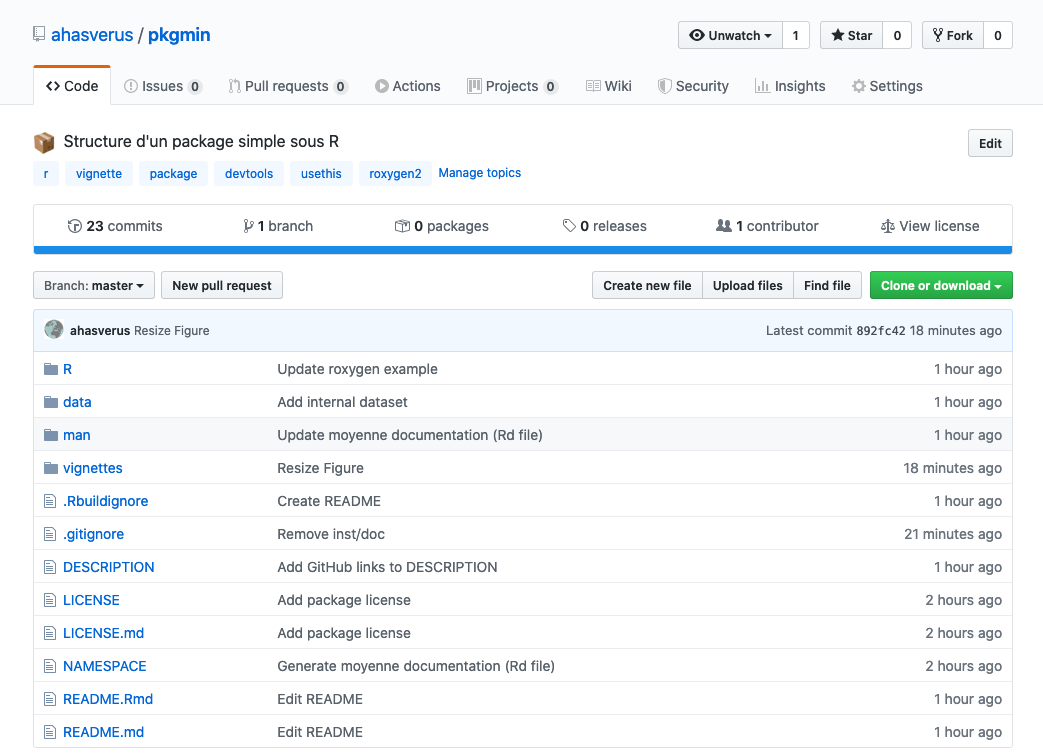 ahasverus / pkgmin
Unwatch 1 Star 0 Fork 0
Code Issues 0 Pull requests 0 Actions Projects 0 Wiki Security Insights Settings
Structure d'un package simple sous R
Edit
r vignette package devtools usethis roxygen2 Manage topics
23 commits 1 branch 0 packages 0 releases 1 contributor View license
Branch: master New pull request Create new file Upload files Find file Clone or download
ahasverus Resize Figure Latest commit 892fc42 18 minutes ago
R Update roxygen example 1 hour ago
data Add internal dataset 1 hour ago
man Update moyenne documentation (Rd file) 1 hour ago
vignettes Resize Figure 18 minutes ago
.Rbuildignore Create README 1 hour ago
.gitignore Remove inst/doc 21 minutes ago
DESCRIPTION Add GitHub links to DESCRIPTION 1 hour ago
LICENSE Add package license 2 hours ago
LICENSE.md Add package license 2 hours ago
NAMESPACE Generate moyenne documentation (Rd file) 2 hours ago
README.Rmd Edit README 1 hour ago
README.md Edit README 1 hour ago